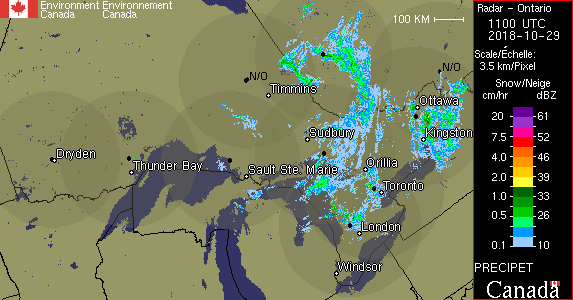 Environment Environnement
Canada Canada
100 KM
N/O
N/O
Timmins
Ottawa
Sudbury
Kingston
Dryden
Thunder Bay
Sault Ste. Marie
Orillia
Toronto
London
Windsor
Radar - Ontario
1100 UTC
2018-10-29
Scale/Échelle:
3.5 km/Pixel
Snow/Neige
cm/hr dBZ
20 61
7.5 52
4.0 46
2.0 39
1.0 33
0.5 26
0.1 10
PRECIPET
Canada